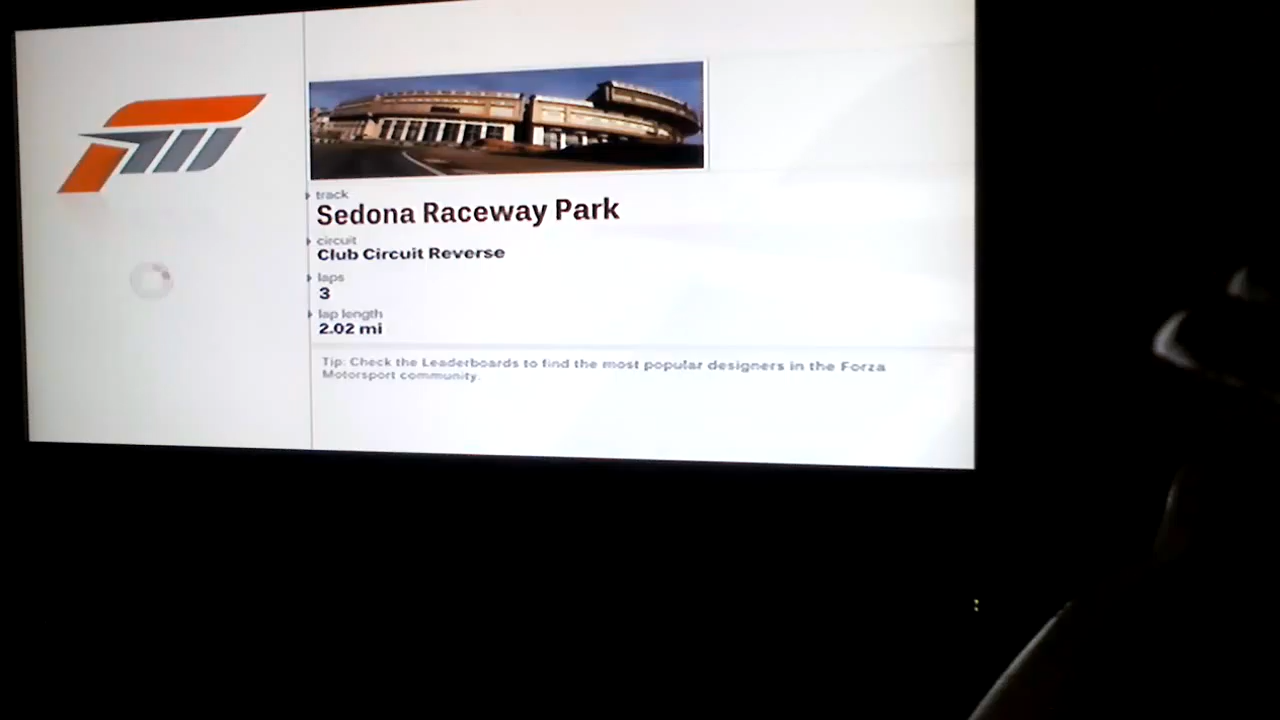 track
Sedona Raceway Park
circuit
Club Circuit Reverse
laps
3
lap length
2.02 mi
Tip: Check the Leaderboards to find the most popular designers in the Forza
Motorsport community.